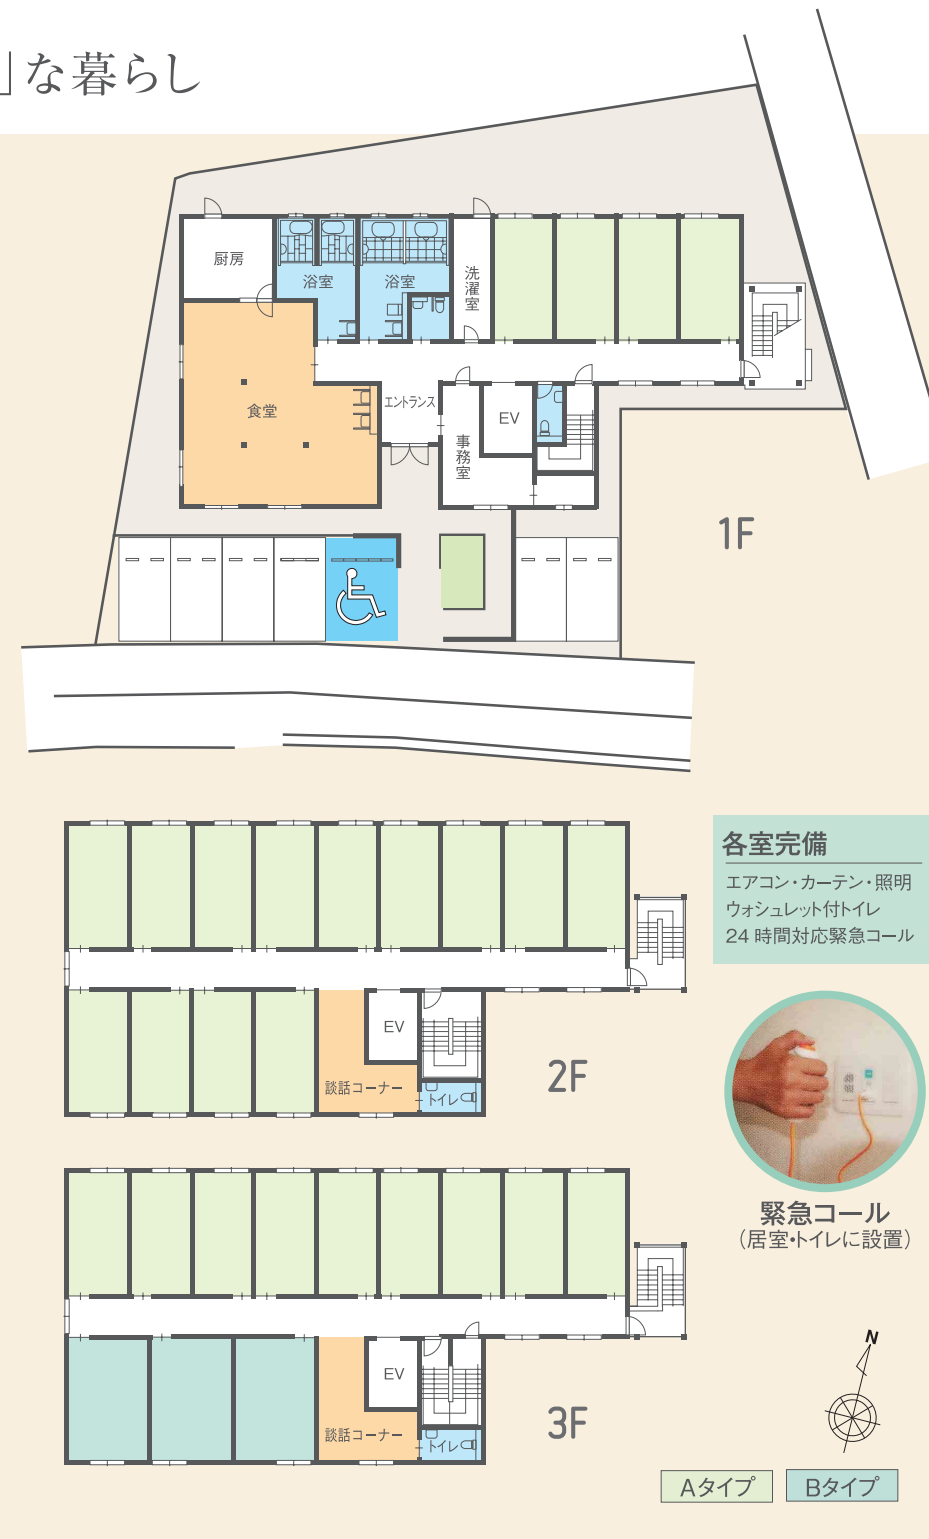 」な暮らし
厨房
浴室
浴室
洗濯室
食堂
エントランス
事務室
EV
1F
各室完備
エアコン・カーテン・照明
ウォシュレット付トイレ
24時間対応緊急コール
EV
談話コーナー
トイレ
2F
緊急コール
（居室・トイレに設置）
EV
談話コーナー
トイレ
3F
N
Aタイプ
Bタイプ